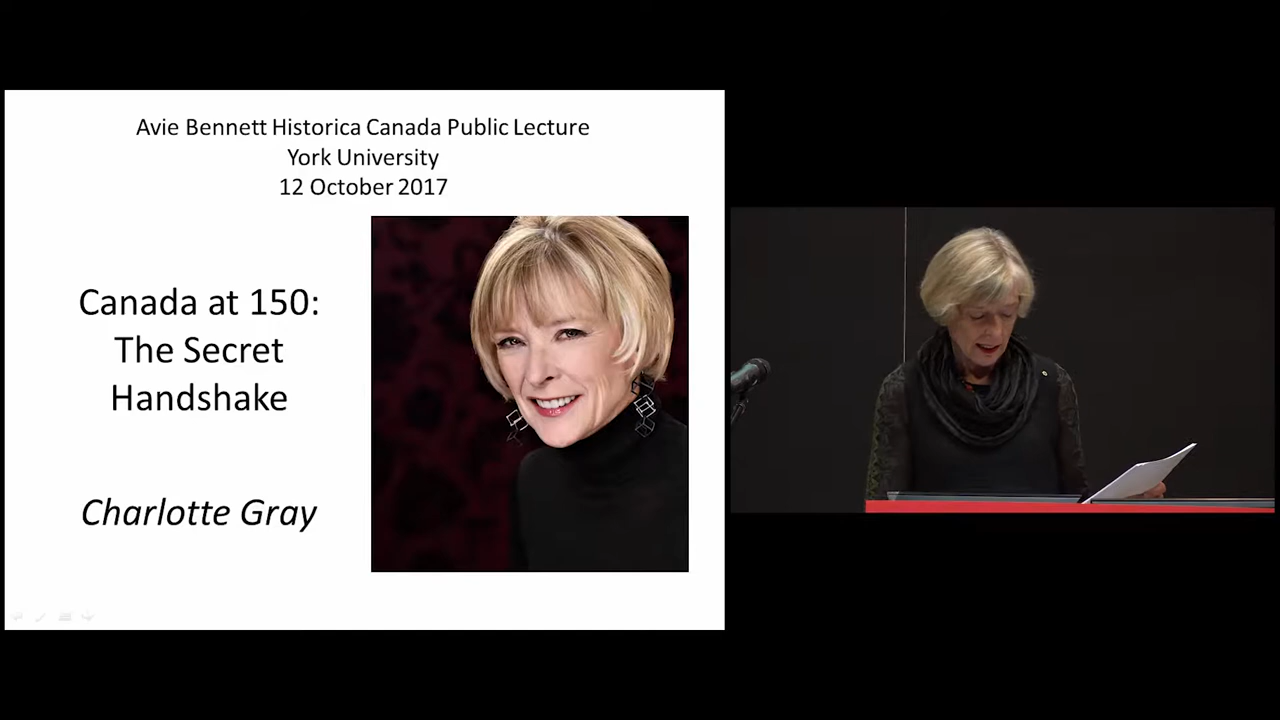 Avie Bennett Historica Canada Public Lecture
York University
12 October 2017
Canada at 150:
The Secret
Handshake
Charlotte Gray